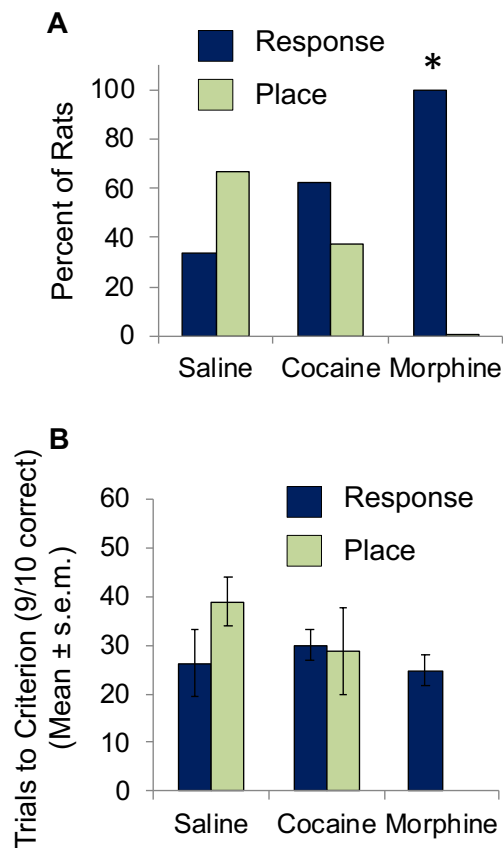 A
Response
Place
*
Percent of Rats
100
80
60
40
20
0
Saline Cocaine Morphine
B
Response
Place
Trials to Criterion (9/10 correct)
(Mean ± s.e.m.)
60
50
40
30
20
10
0
Saline Cocaine Morphine